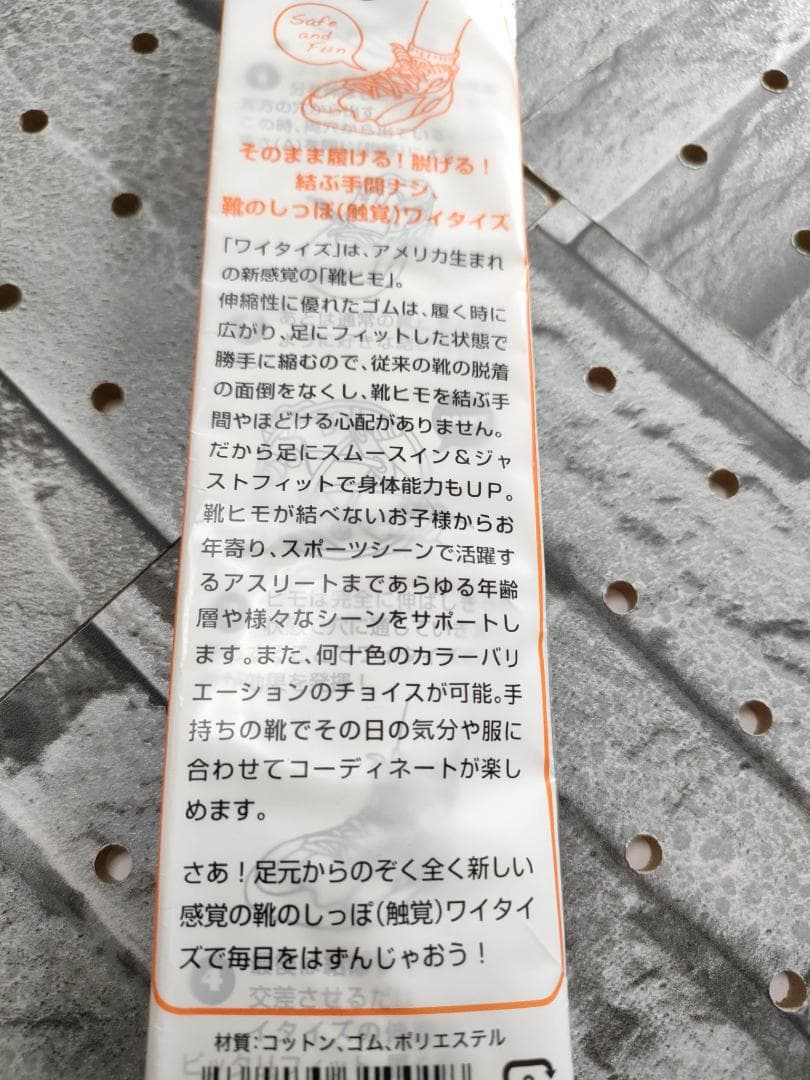 Safe
and
Fun
そのまま履ける！脱げる！
結ぶ手間ナシ、
靴のしっぽ(触覚)ワイタイズ
「ワイタイズ」は、アメリカ生まれ
の新感覚の「靴ヒモ」。
伸縮性に優れたゴムは、履く時に
広がり、足にフィットした状態で
勝手に縮むので、従来の靴の脱着
の面倒をなくし、靴ヒモを結ぶ手
間やほどける心配がありません。
だから足にスムースイン＆ジャ
ストフィットで身体能力もUP。
靴ヒモが結べないお子様からお
年寄り、スポーツシーンで活躍す
るアスリートまであらゆる年齢
層や様々なシーンをサポートし
ます。また、何十色のカラーバリ
エーションのチョイスが可能。手
持ちの靴でその日の気分や服に
合わせてコーディネートが楽し
めます。
さあ！足元からのぞく全く新しい
感覚の靴のしっぽ(触覚)ワイタイ
ズで毎日をはずんじゃおう！
材質：コットン、ゴム、ポリエステル